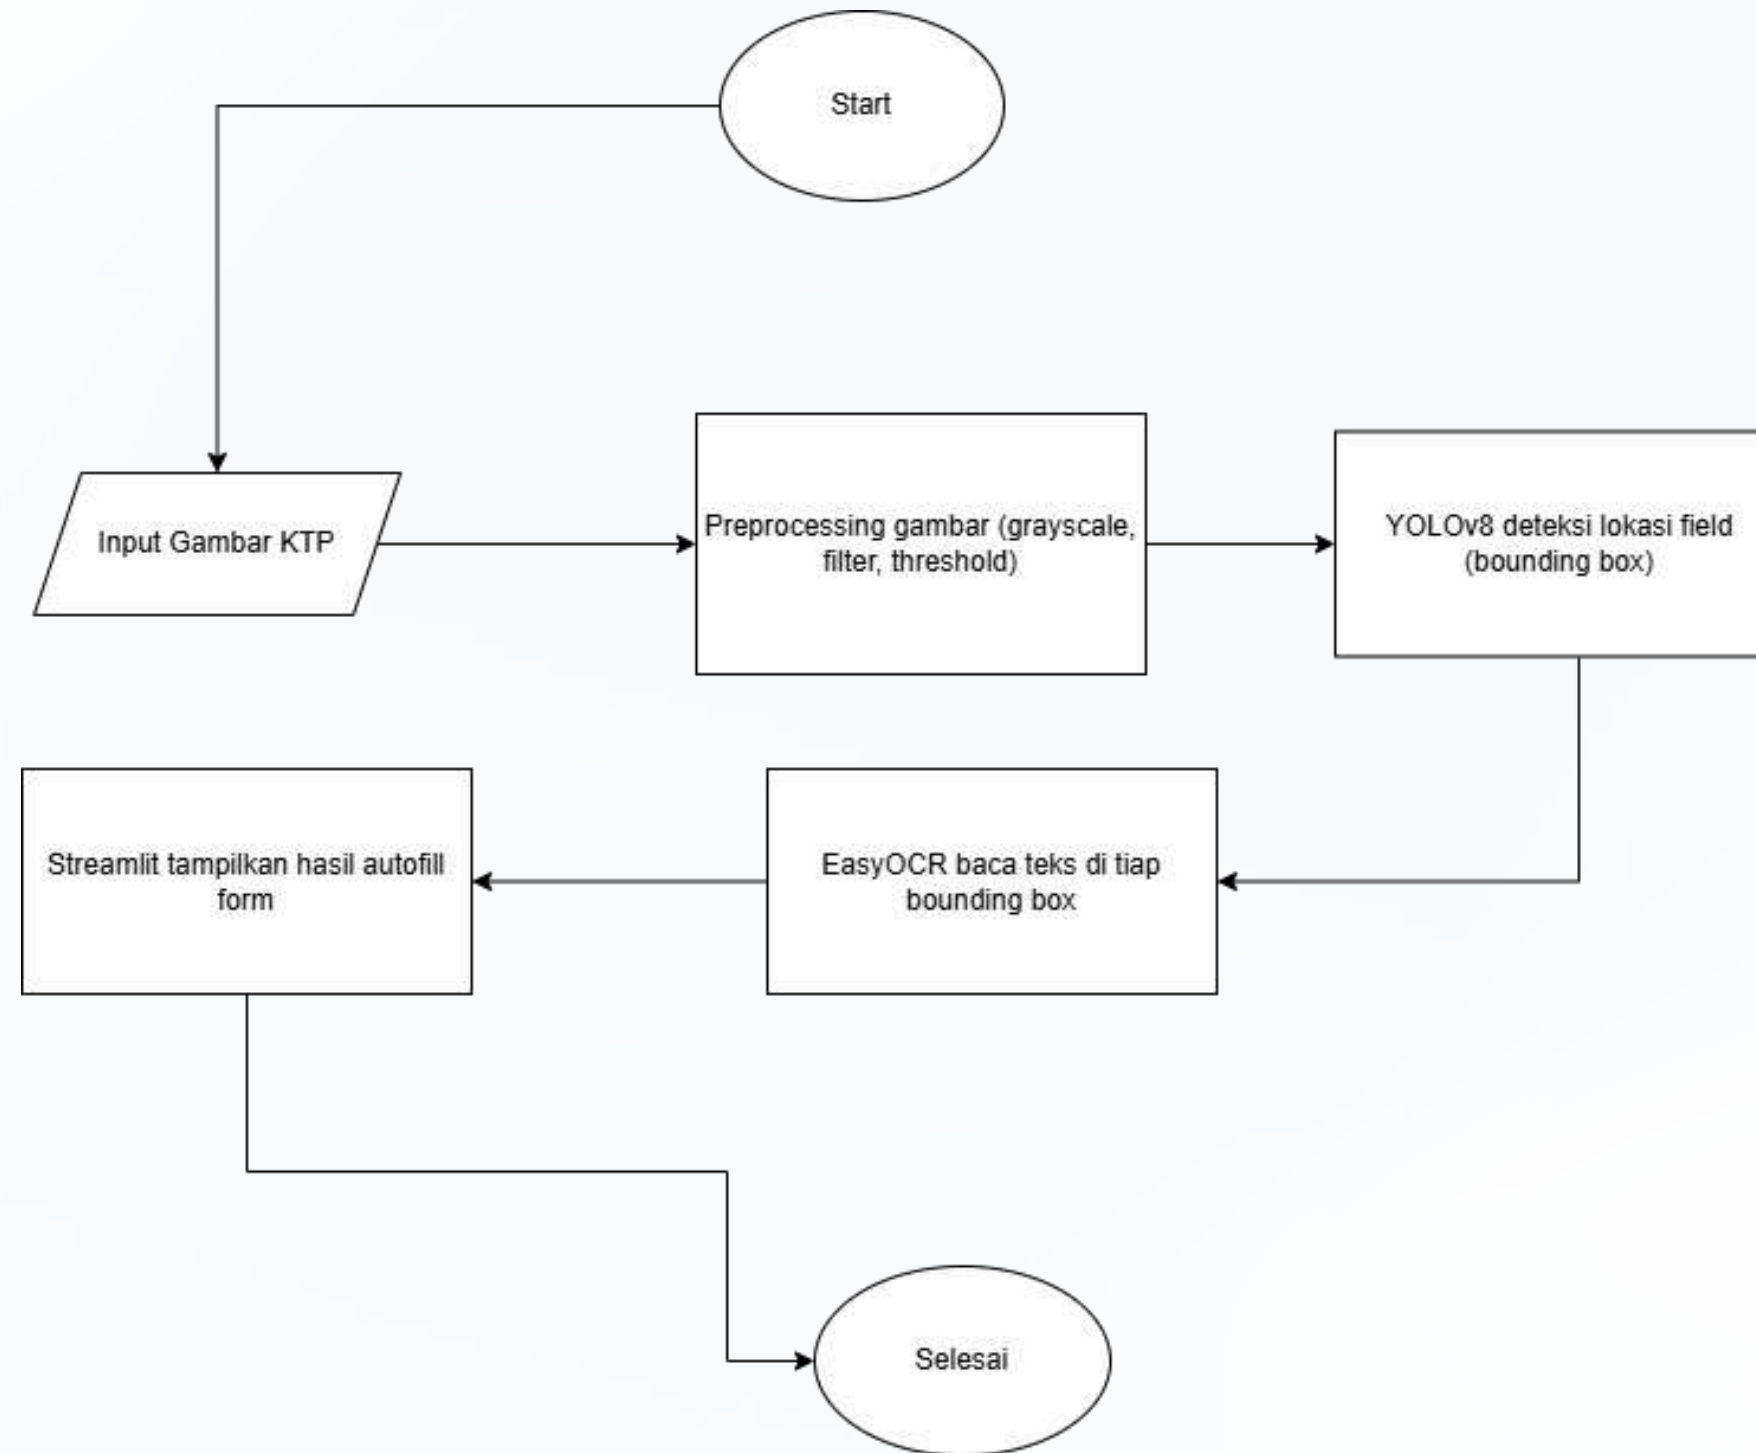 Start
Input Gambar KTP
Preprocessing gambar (grayscale,
filter, threshold)
YOLOv8 deteksi lokasi field
(bounding box)
EasyOCR baca teks di tiap
bounding box
Streamlit tampilkan hasil autofill
form
Selesai